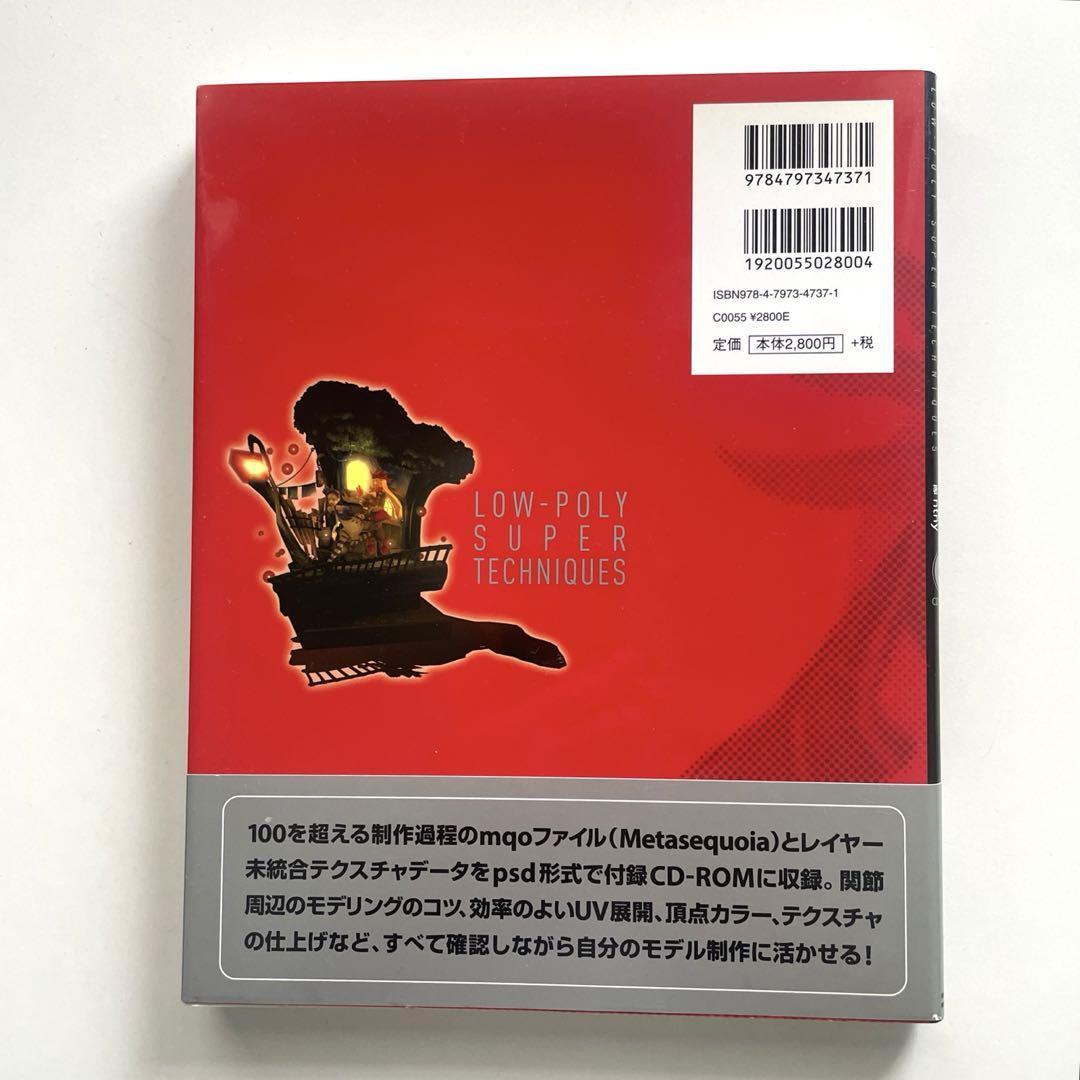 9784797347371
1920055028004
ISBN978-4-7973-4737-1
C0055 ¥2800E
定価 本体2,800円 +税
LOW-POLY
SUPER
TECHNIQUES
LOW-POLY SUPER TECHNIQUES
100を超える制作過程のmqoファイル(Metasequoia)とレイヤー
未統合テクスチャデータをpsd形式で付録CD-ROMに収録。関節
周辺のモデリングのコツ、効率のよいUV展開、頂点カラー、テクスチャ
の仕上げなど、すべて確認しながら自分のモデル制作に活かせる!